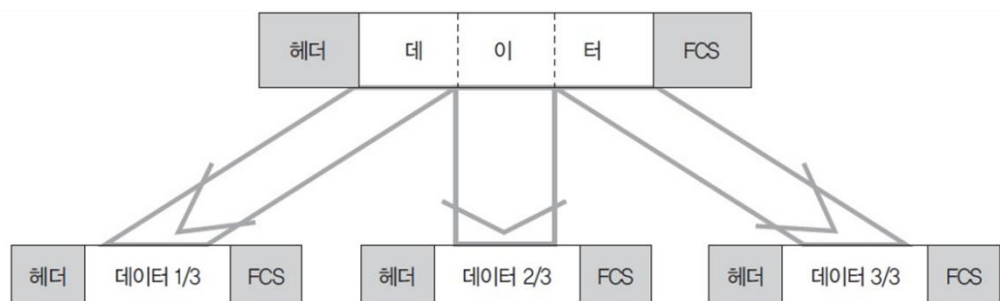 헤더 데 이 터 FCS
헤더 데이터 1/3 FCS 헤더 데이터 2/3 FCS 헤더 데이터 3/3 FCS